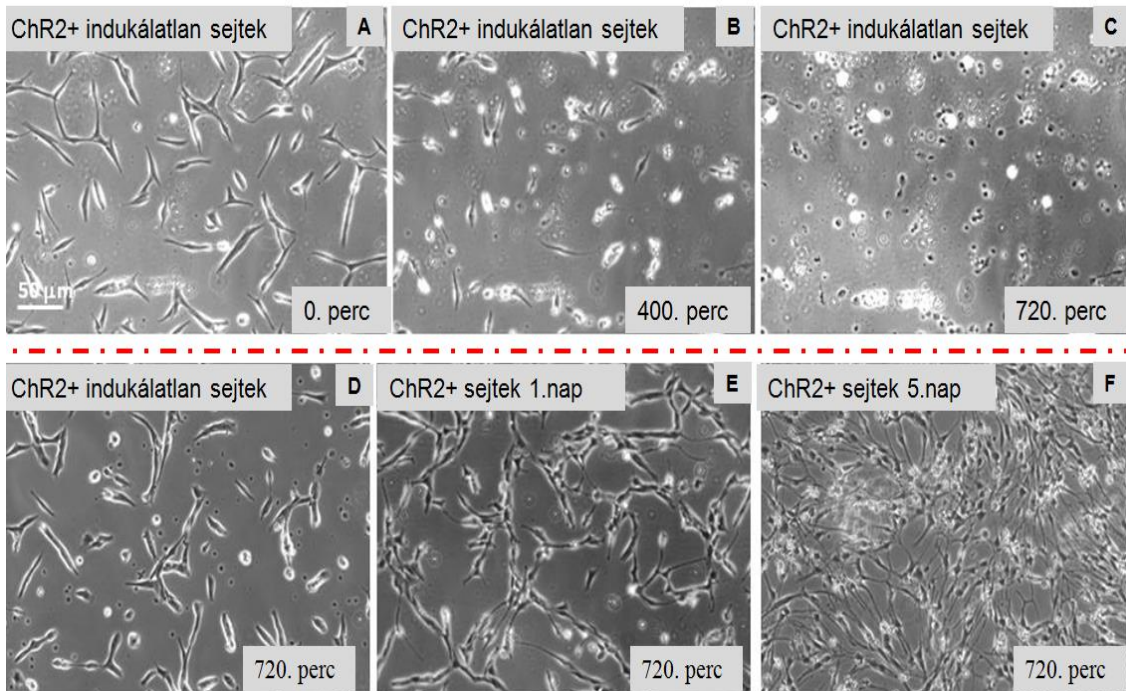 ChR2+ indukálatlan sejtek
A
ChR2+ indukálatlan sejtek
B
ChR2+ indukálatlan sejtek
C
50 µm
0. perc
400. perc
720. perc
ChR2+ indukálatlan sejtek
D
ChR2+ sejtek 1.nap
E
ChR2+ sejtek 5.nap
F
720. perc
720. perc
720. perc